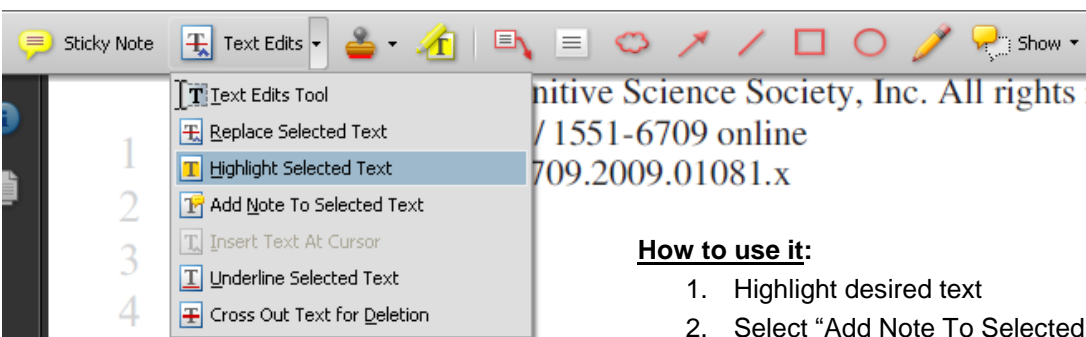 Sticky Note Text Edits Show
Text Edits Tool
Replace Selected Text
Highlight Selected Text
Add Note To Selected Text
Insert Text At Cursor
Underline Selected Text
Cross Out Text for Deletion
1
2
3
4
nitive Science Society, Inc. All rights
/ 1551-6709 online
709.2009.01081.x
How to use it:
1. Highlight desired text
2. Select “Add Note To Selected